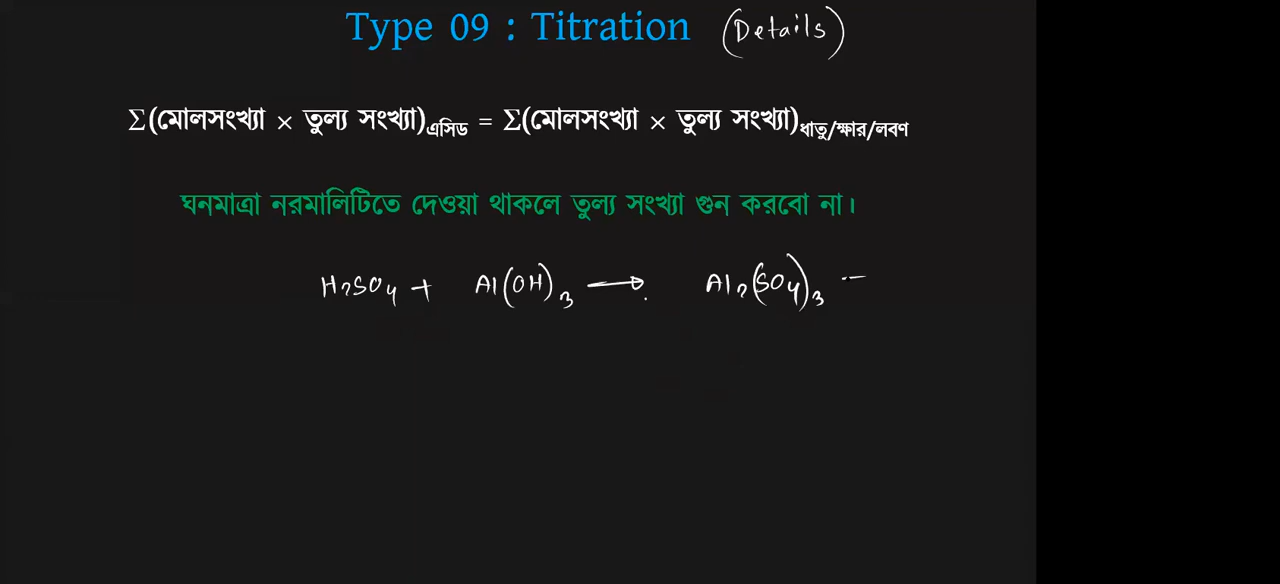 Type 09 : Titration (Details)
Σ(মোলসংখ্যা × তুল্য সংখ্যা)এসিড = Σ(মোলসংখ্যা × তুল্য সংখ্যা)ধাতু/ক্ষার/লবণ
ঘনমাত্রা নরমালিটিতে দেওয়া থাকলে তুল্য সংখ্যা গুন করবো না।
H₂SO₄ + Al(OH)₃ → Al₂(SO₄)₃